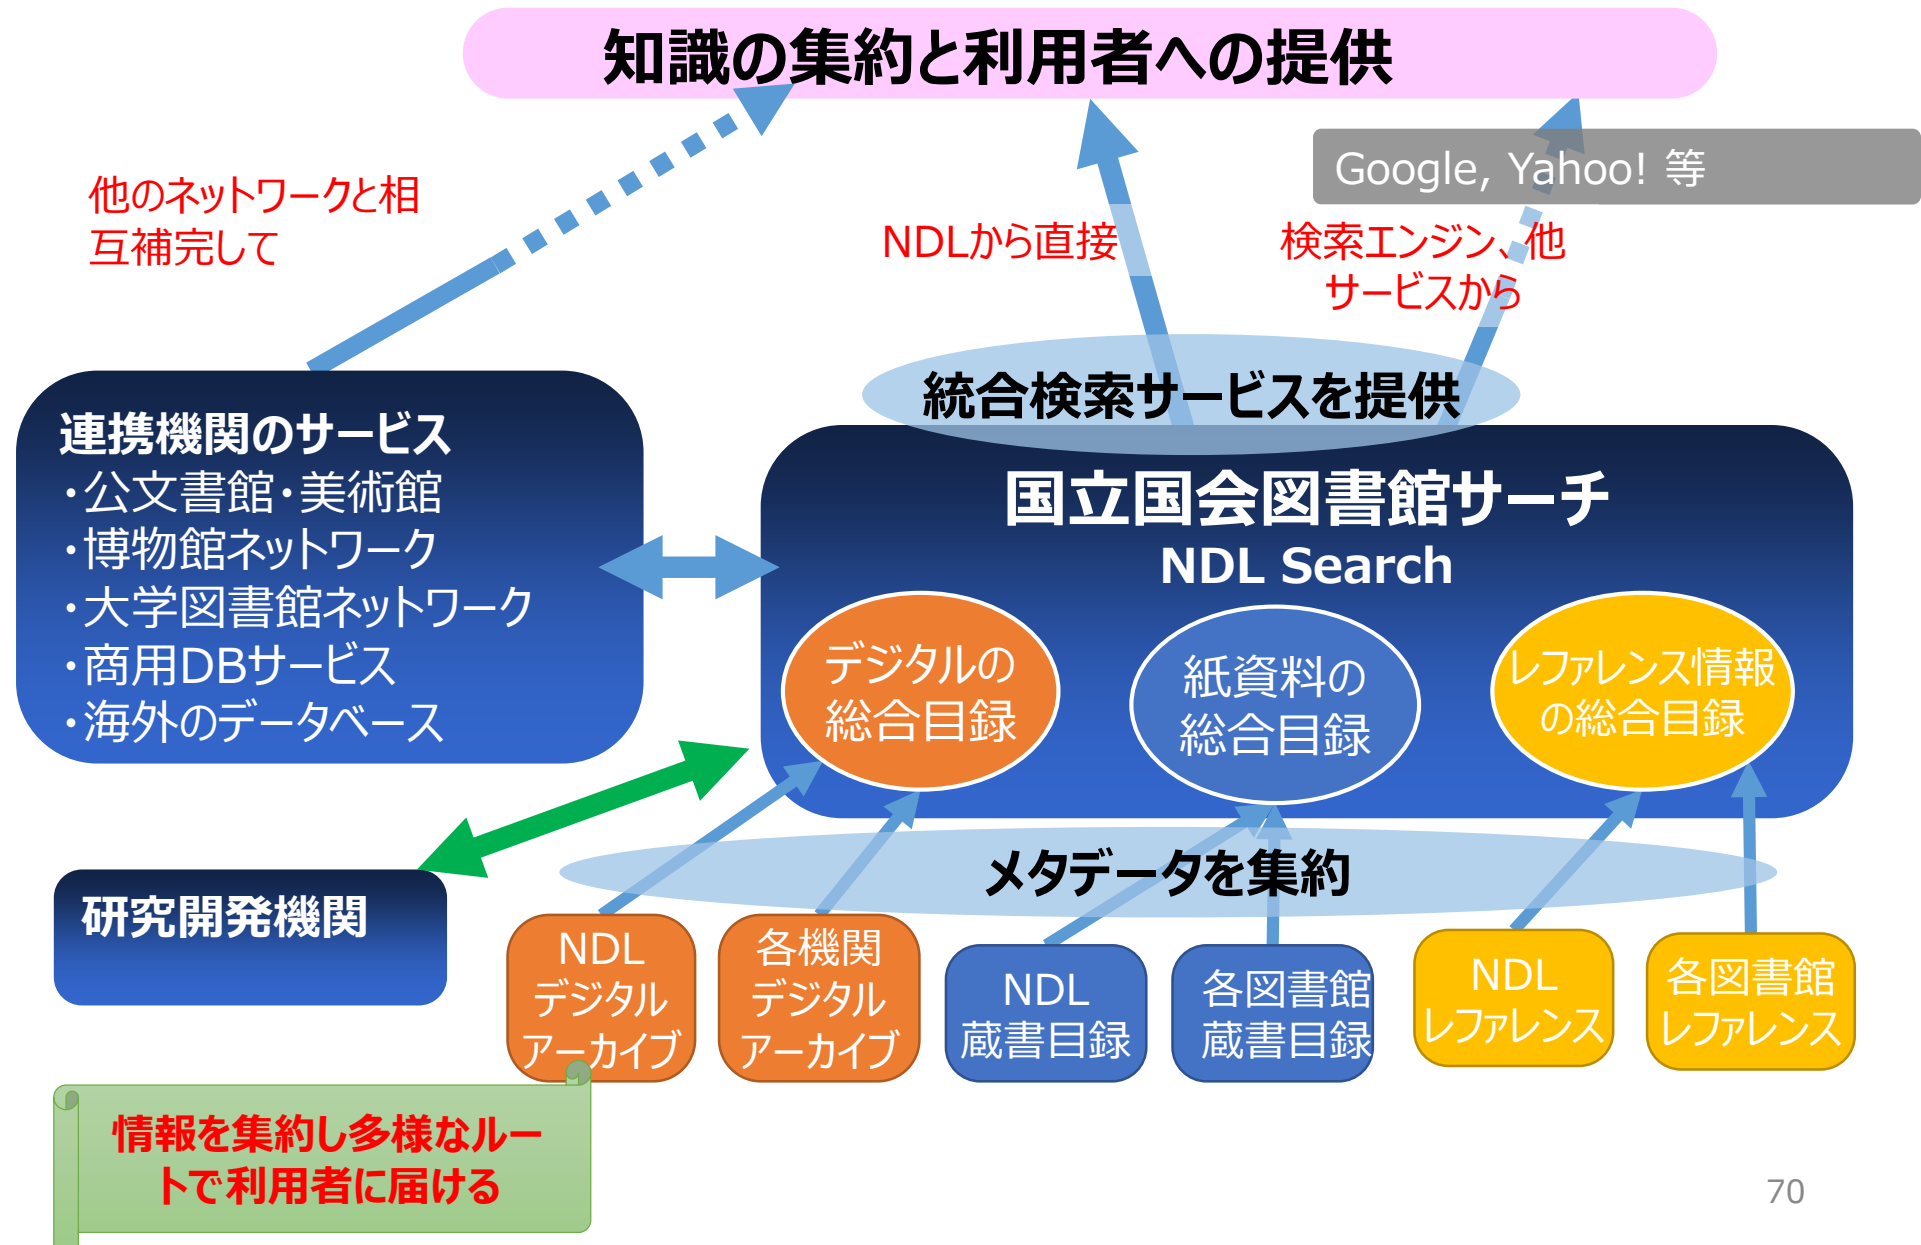 知識の集約と利用者への提供
Google, Yahoo! 等
他のネットワークと相
互補完して
NDLから直接
検索エンジン、他
サービスから
統合検索サービスを提供
連携機関のサービス
・公文書館・美術館
・博物館ネットワーク
・大学図書館ネットワーク
・商用DBサービス
・海外のデータベース
国立国会図書館サーチ
NDL Search
デジタルの
総合目録
紙資料の
総合目録
レファレンス情報
の総合目録
メタデータを集約
研究開発機関
NDL
デジタル
アーカイブ
各機関
デジタル
アーカイブ
NDL
蔵書目録
各図書館
蔵書目録
NDL
レファレンス
各図書館
レファレンス
情報を集約し多様なルー
トで利用者に届ける
70